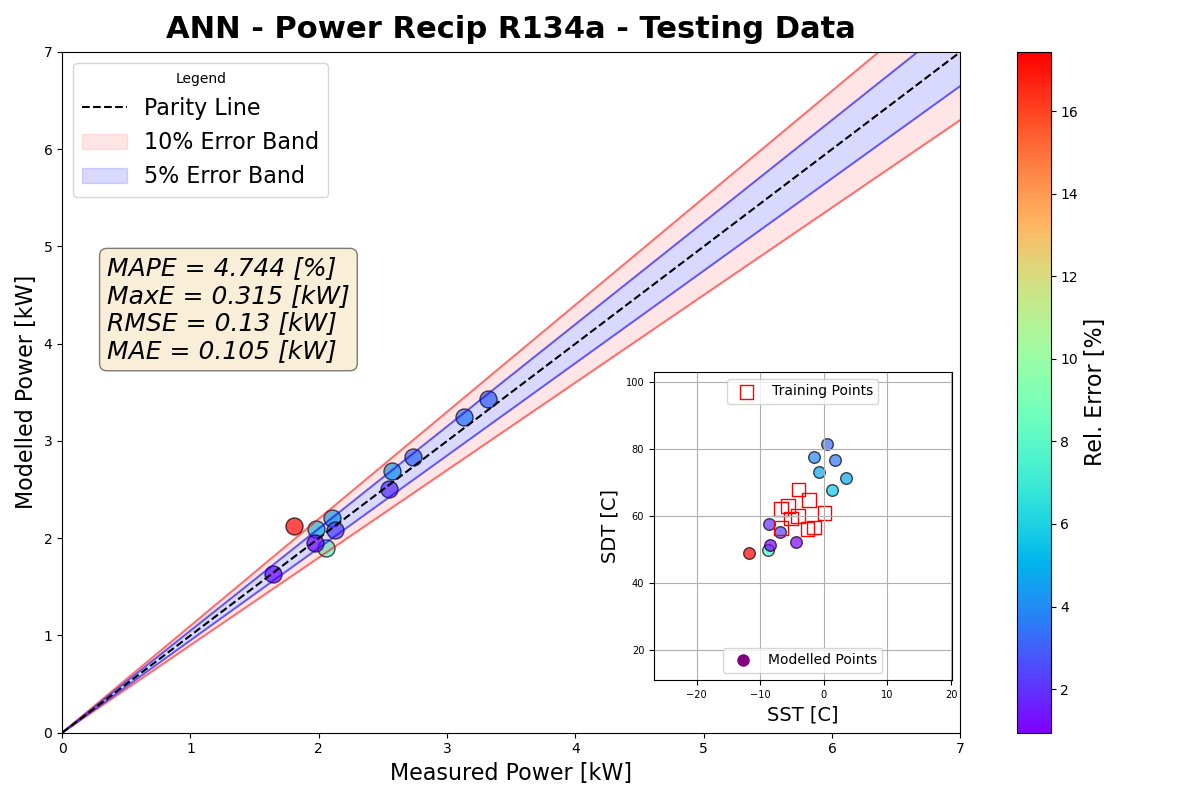 ANN - Power Recip R134a - Testing Data
Legend
Parity Line
10% Error Band
5% Error Band
MAPE = 4.744 [%]
MaxE = 0.315 [kW]
RMSE = 0.13 [kW]
MAE = 0.105 [kW]
Modelled Power [kW]
7
6
5
4
3
2
1
0
0 1 2 3 4 5 6 7
Measured Power [kW]
Training Points
Modelled Points
SDT [C]
100
80
60
40
20
−20 −10 0 10 20
SST [C]
16
14
12
10
8
6
4
2
Rel. Error [%]